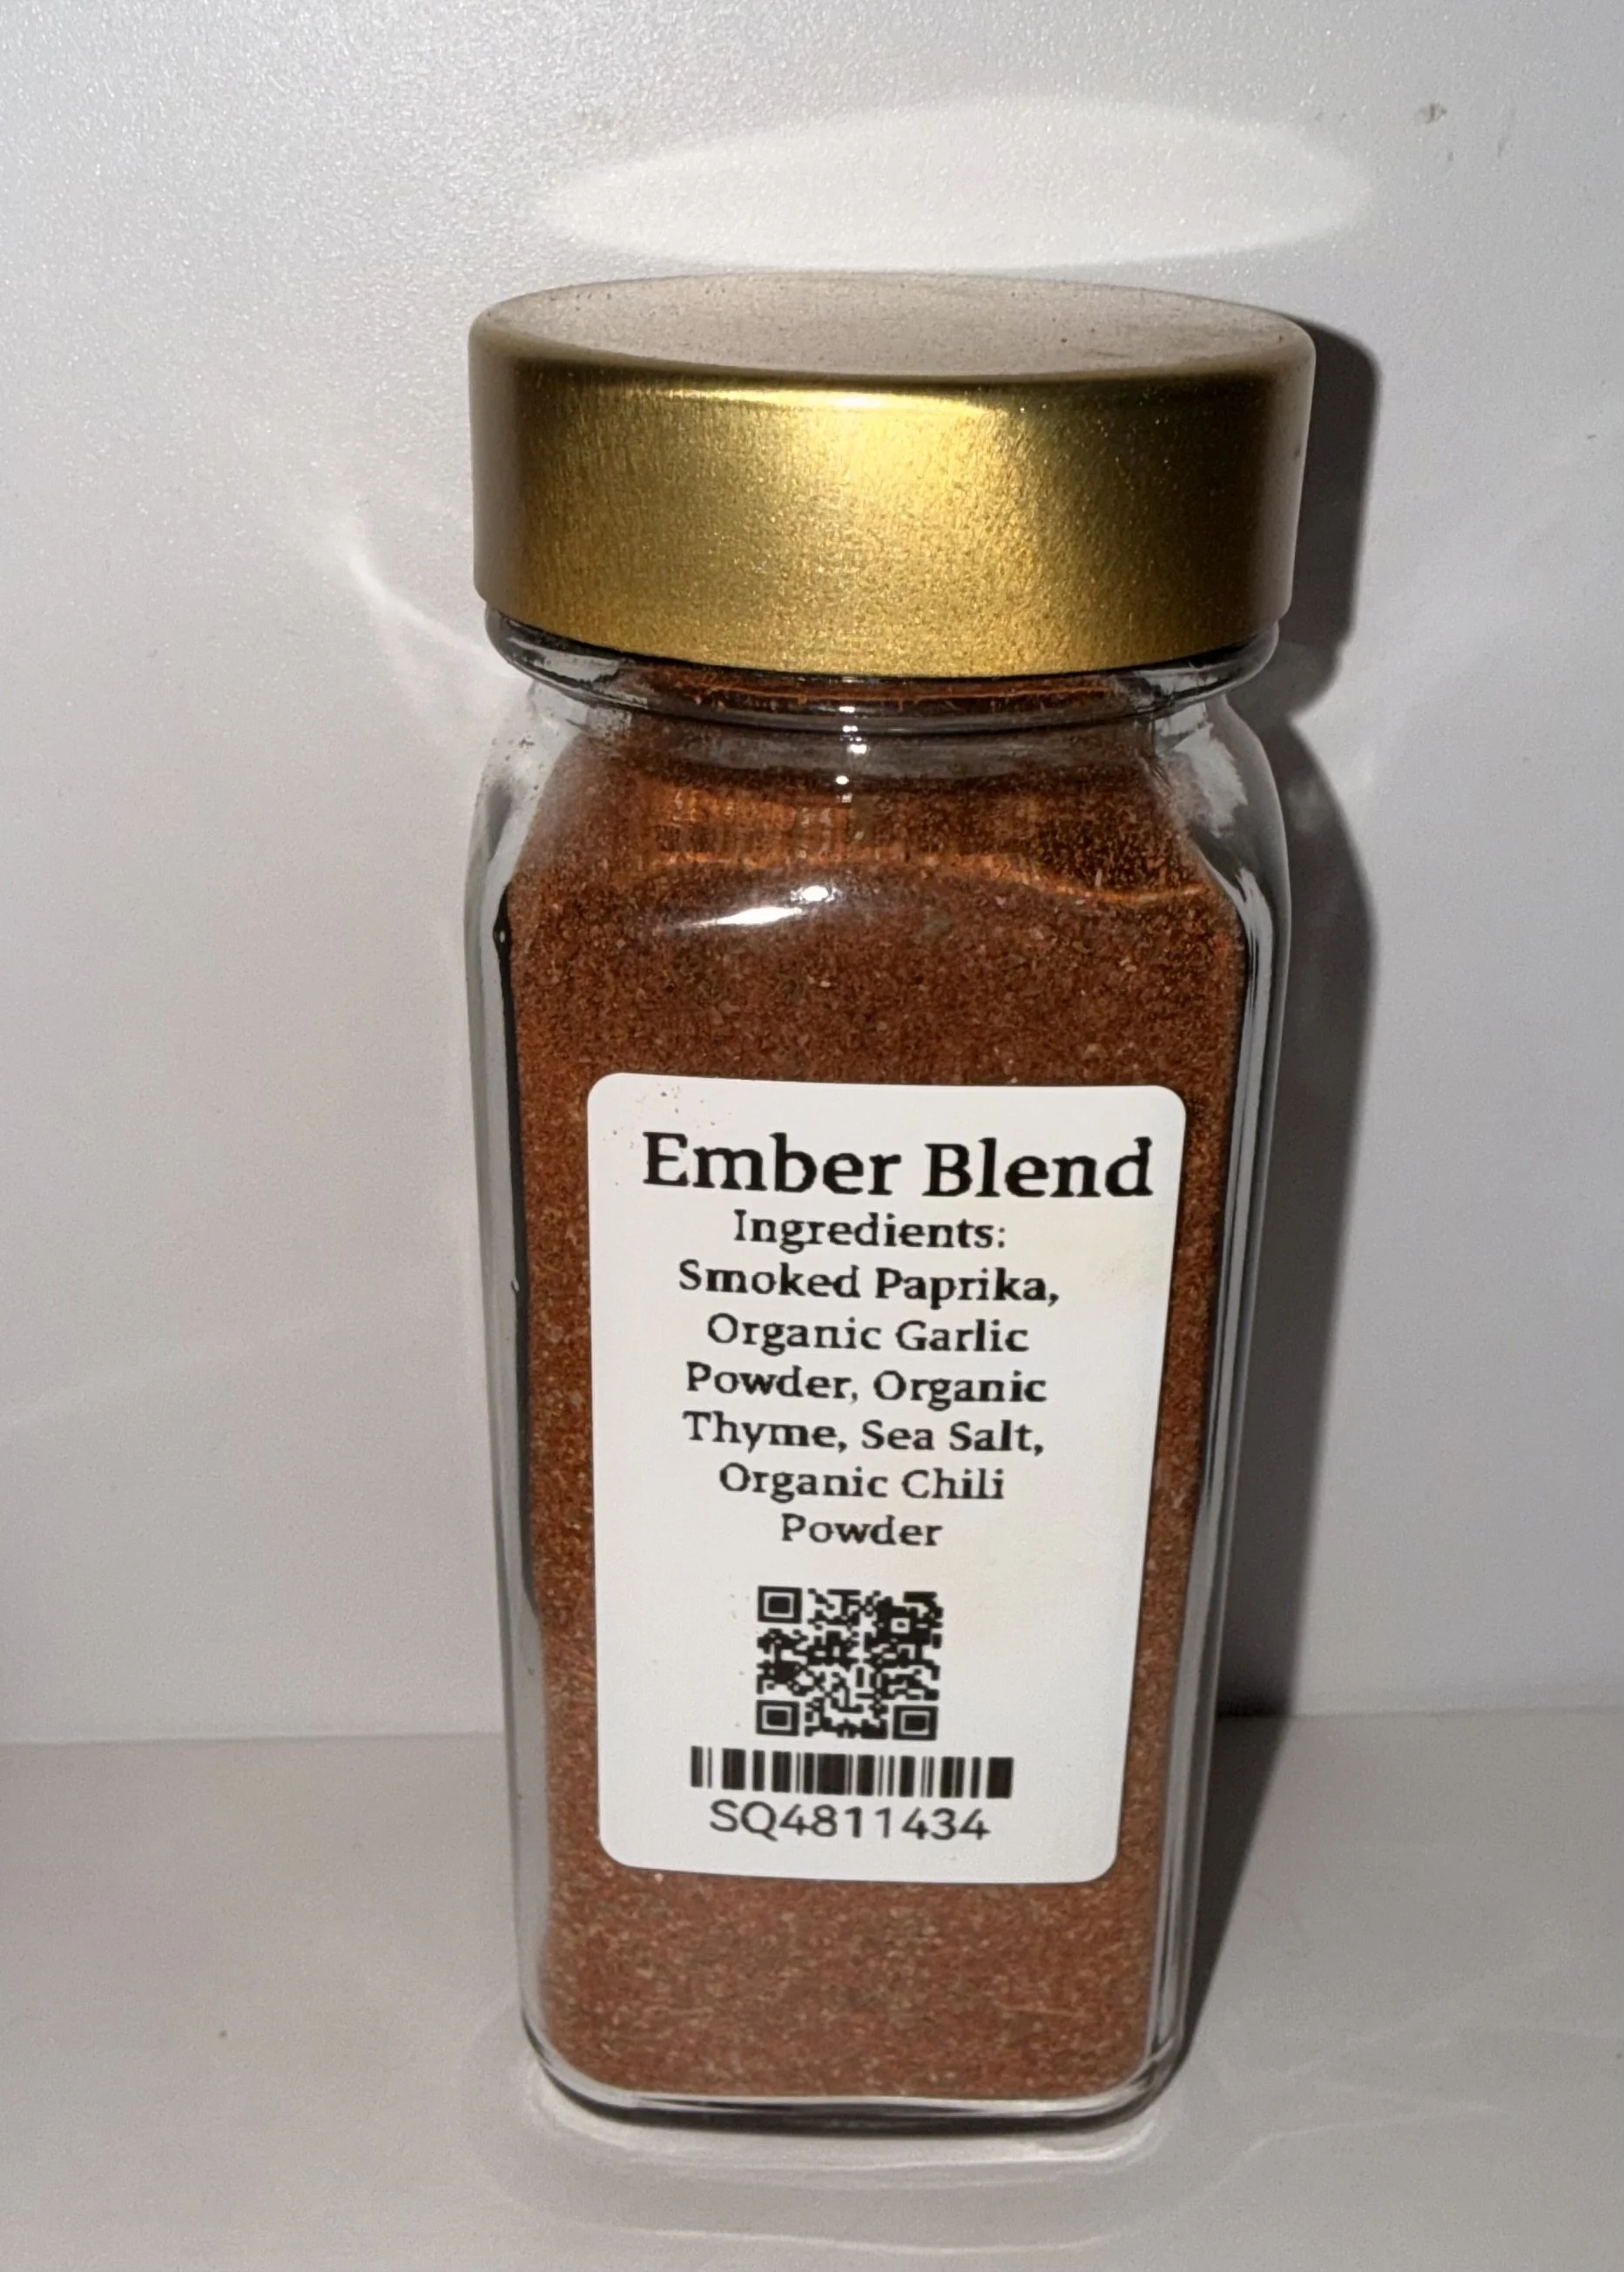 Ember Blend
Ingredients:
Smoked Paprika,
Organic Garlic
Powder, Organic
Thyme, Sea Salt,
Organic Chili
Powder
SQ4811434